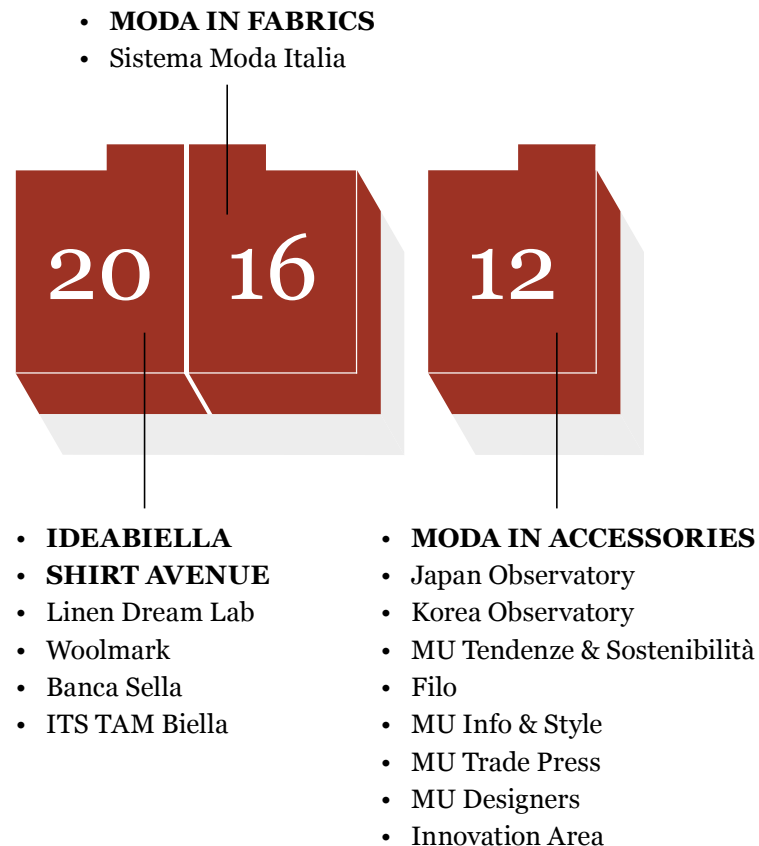 • MODA IN FABRICS
• Sistema Moda Italia
20
16
12
• IDEABIELLA
• SHIRT AVENUE
• Linen Dream Lab
• Woolmark
• Banca Sella
• ITS TAM Biella
• MODA IN ACCESSORIES
• Japan Observatory
• Korea Observatory
• MU Tendenze & Sostenibilità
• Filo
• MU Info & Style
• MU Trade Press
• MU Designers
• Innovation Area